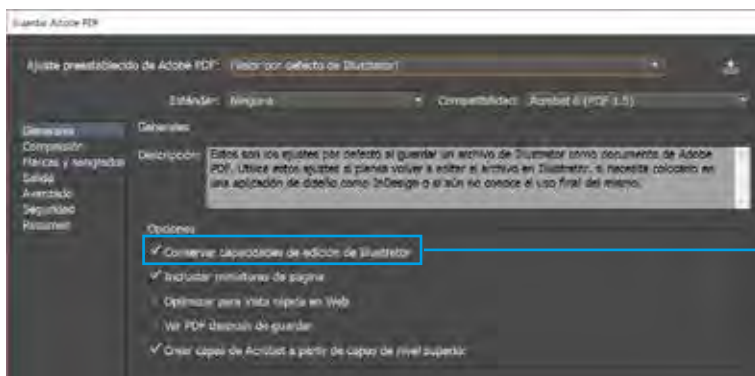 Guardar Adobe PDF
Ajuste preestablecido de Adobe PDF: [Valor por defecto de Illustrator]
Estándar: Ninguna Compatibilidad: Acrobat 6 (PDF 1.5)
Generales
Compresión
Marcas y sangrados
Salida
Avanzado
Seguridad
Resumen
Generales
Descripción: Estos son los ajustes por defecto al guardar un archivo de Illustrator como documento de Adobe
PDF. Utilice estos ajustes si piensa volver a editar el archivo en Illustrator, si necesita colocarlo en
una aplicación de diseño como InDesign o si aún no conoce el uso final del mismo.
Opciones
Conservar capacidades de edición de Illustrator
Incrustar miniaturas de página
Optimizar para vista rápida en Web
Ver PDF después de guardar
Crear capas de Acrobat a partir de capas de nivel superior